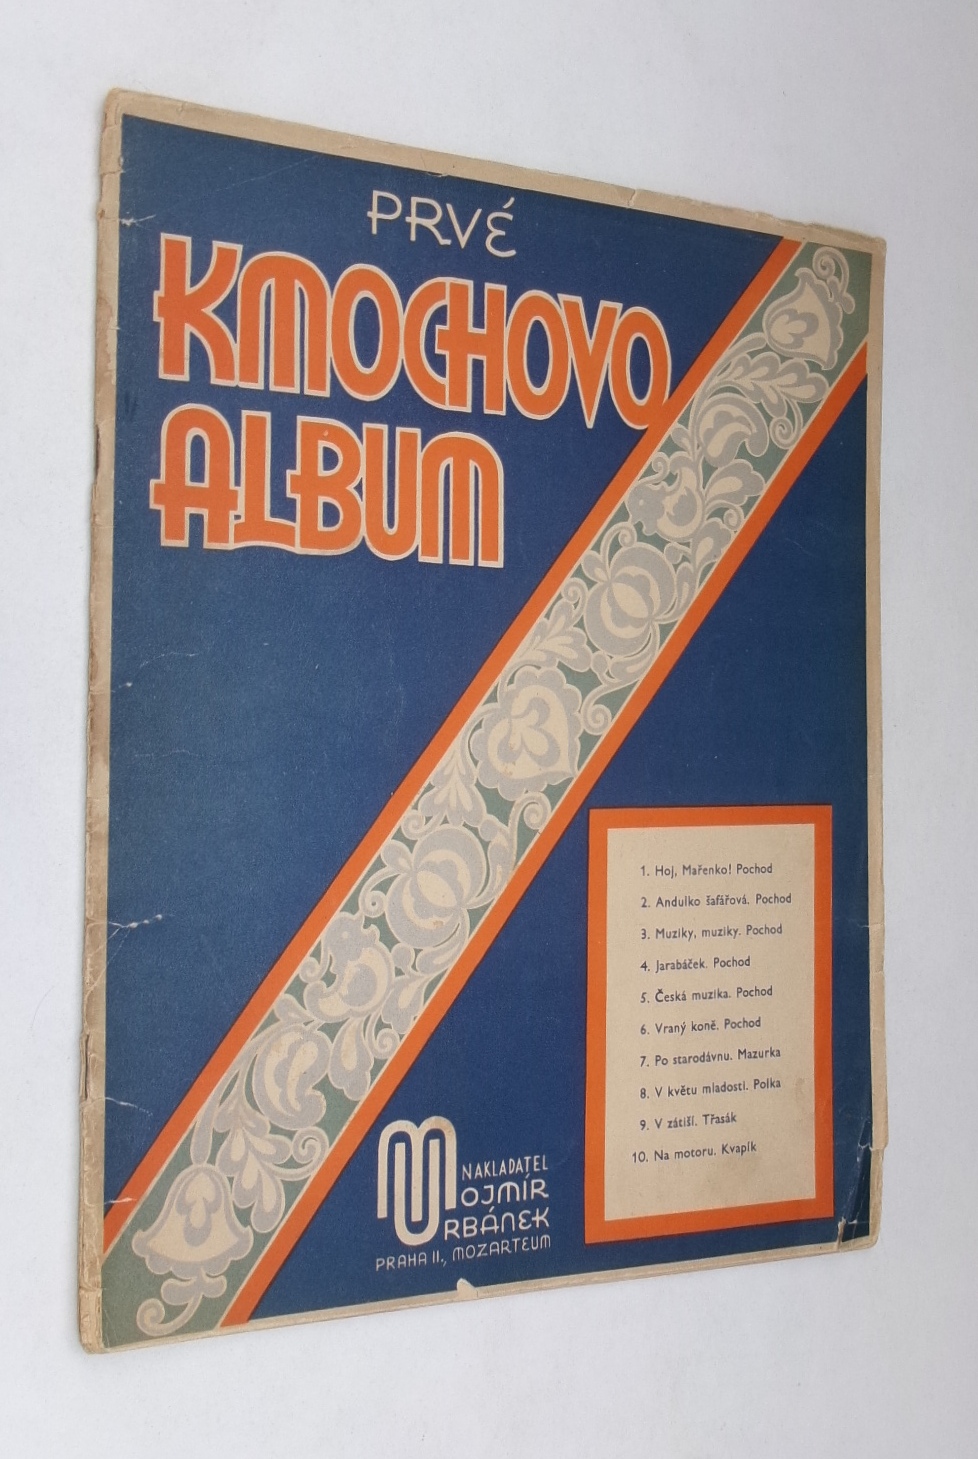 PRVÉ
KMOCHOVO
ALBUM
1. Hoj, Mařenko! Pochod
2. Andulko šafářová. Pochod
3. Muziky, muziky. Pochod
4. Jarabáček. Pochod
5. Česká muzika. Pochod
6. Vraný koně. Pochod
7. Po starodávnu. Mazurka
8. V květu mladosti. Polka
9. V zátiší. Třasák
10. Na motoru. Kvapík
NAKLADATEL
MOJMÍR
URBÁNEK
PRAHA II., MOZARTEUM